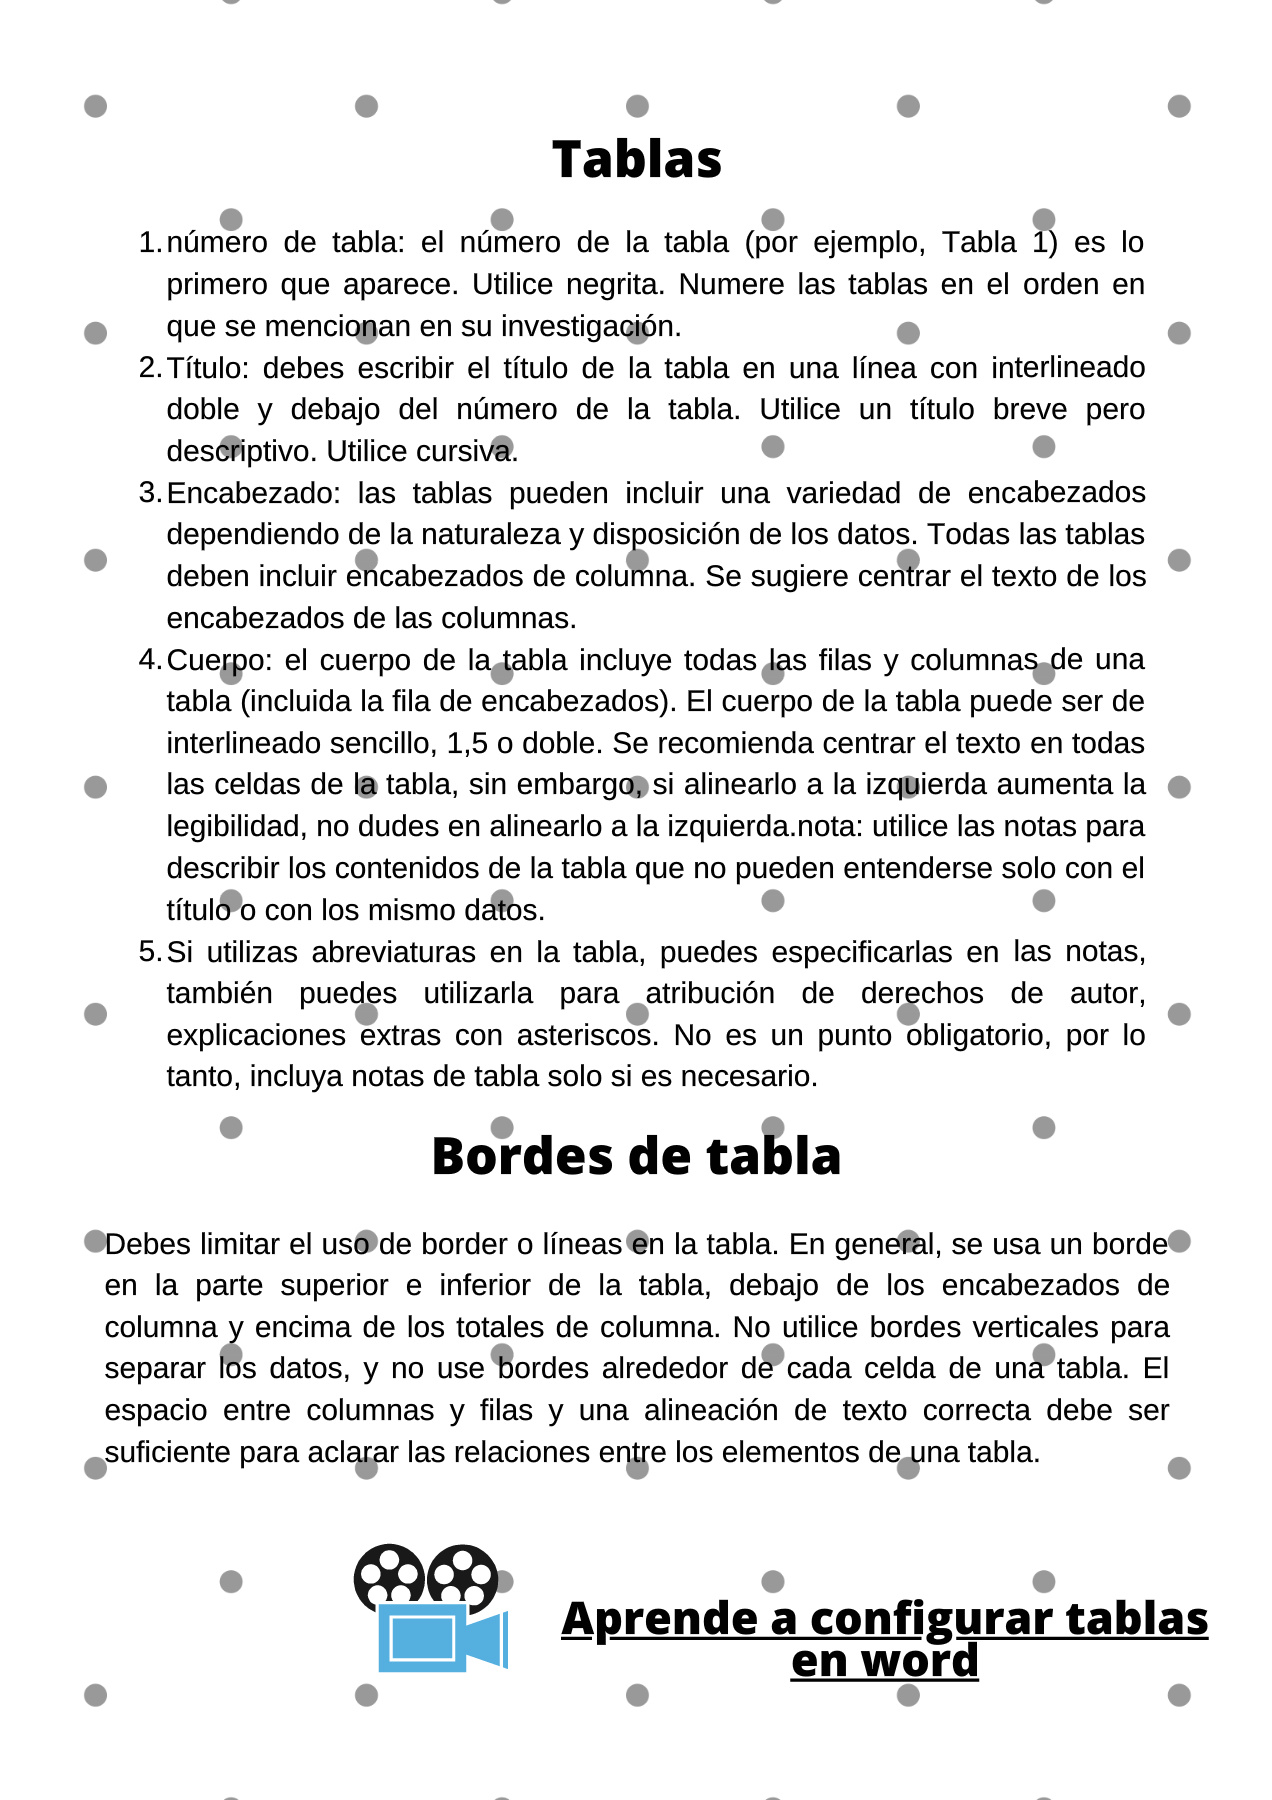 Tablas
1. número de tabla: el número de la tabla (por ejemplo, Tabla 1) es lo
primero que aparece. Utilice negrita. Numere las tablas en el orden en
que se mencionan en su investigación.
2. Título: debes escribir el título de la tabla en una línea con interlineado
doble y debajo del número de la tabla. Utilice un título breve pero
descriptivo. Utilice cursiva.
3. Encabezado: las tablas pueden incluir una variedad de encabezados
dependiendo de la naturaleza y disposición de los datos. Todas las tablas
deben incluir encabezados de columna. Se sugiere centrar el texto de los
encabezados de las columnas.
4. Cuerpo: el cuerpo de la tabla incluye todas las filas y columnas de una
tabla (incluida la fila de encabezados). El cuerpo de la tabla puede ser de
interlineado sencillo, 1,5 o doble. Se recomienda centrar el texto en todas
las celdas de la tabla, sin embargo, si alinearlo a la izquierda aumenta la
legibilidad, no dudes en alinearlo a la izquierda.nota: utilice las notas para
describir los contenidos de la tabla que no pueden entenderse solo con el
título o con los mismo datos.
5. Si utilizas abreviaturas en la tabla, puedes especificarlas en las notas,
también puedes utilizarla para atribución de derechos de autor,
explicaciones extras con asteriscos. No es un punto obligatorio, por lo
tanto, incluya notas de tabla solo si es necesario.
Bordes de tabla
Debes limitar el uso de border o líneas en la tabla. En general, se usa un borde
en la parte superior e inferior de la tabla, debajo de los encabezados de
columna y encima de los totales de columna. No utilice bordes verticales para
separar los datos, y no use bordes alrededor de cada celda de una tabla. El
espacio entre columnas y filas y una alineación de texto correcta debe ser
suficiente para aclarar las relaciones entre los elementos de una tabla.
Aprende a configurar tablas
en word